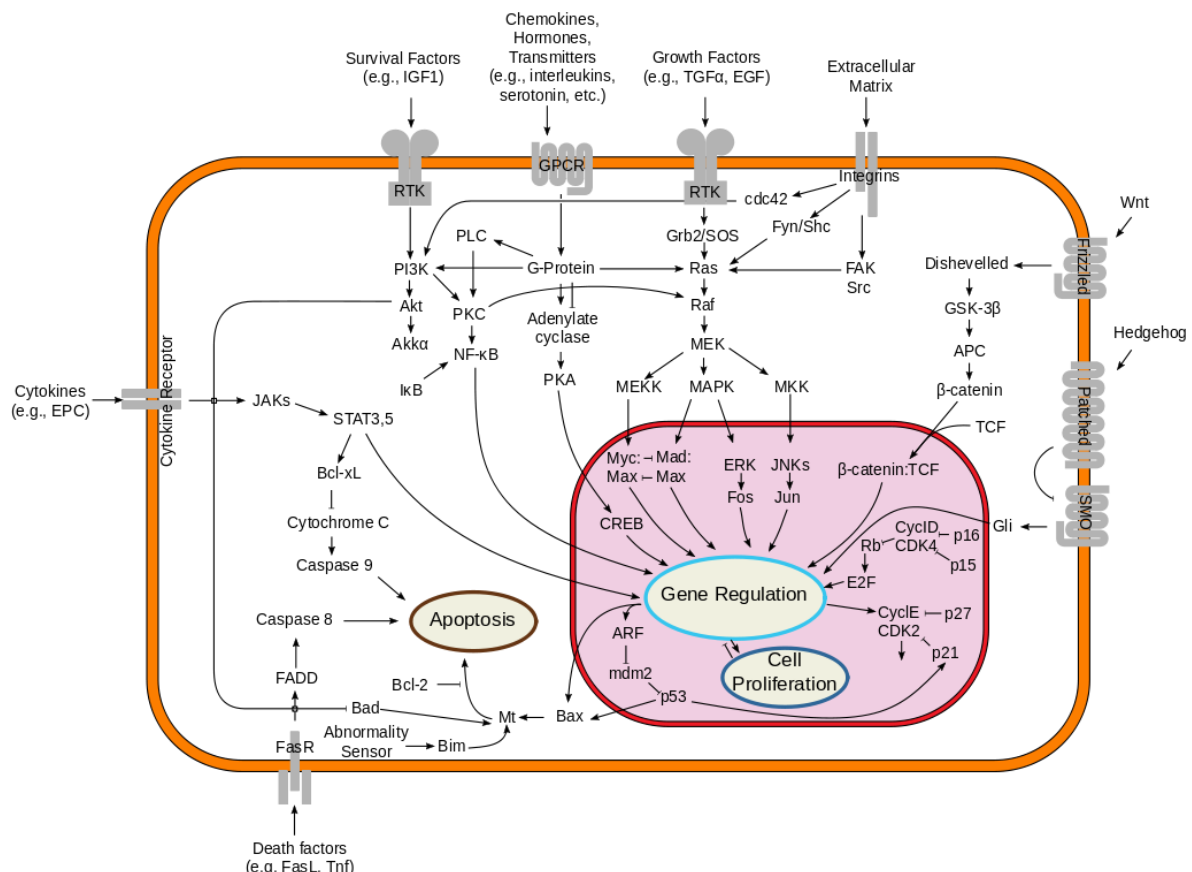 Chemokines,
Hormones,
Transmitters
(e.g., interleukins,
serotonin, etc.)
Survival Factors
(e.g., IGF1)
Growth Factors
(e.g., TGFα, EGF)
Extracellular
Matrix
RTK
GPCR
RTK
Integrins
cdc42
Wnt
PLC
Grb2/SOS
Fyn/Shc
Frizzled
Dishevelled
PI3K
G-Protein
Ras
FAK
Src
Akt
PKC
Adenylate
cyclase
Raf
GSK-3β
Hedgehog
Akkα
NF-κB
MEK
APC
IκB
PKA
MEKK
MAPK
MKK
β-catenin
Cytokines
(e.g., EPC)
Cytokine Receptor
JAKs
STAT3,5
TCF
Patched
Myc:
Max
Mad:
Max
ERK
JNKs
β-catenin:TCF
Bcl-xL
Fos
Jun
SMO
Cytochrome C
CREB
Gli
CyclD
CDK4
p16
Rb
p15
Caspase 9
E2F
Gene Regulation
Caspase 8
Apoptosis
ARF
CyclE
CDK2
p27
p21
FADD
mdm2
Cell
Proliferation
Bcl-2
p53
Bad
Mt
Bax
Abnormality
Sensor
Bim
FasR
Death factors
(e.g. FasL, Tnf)